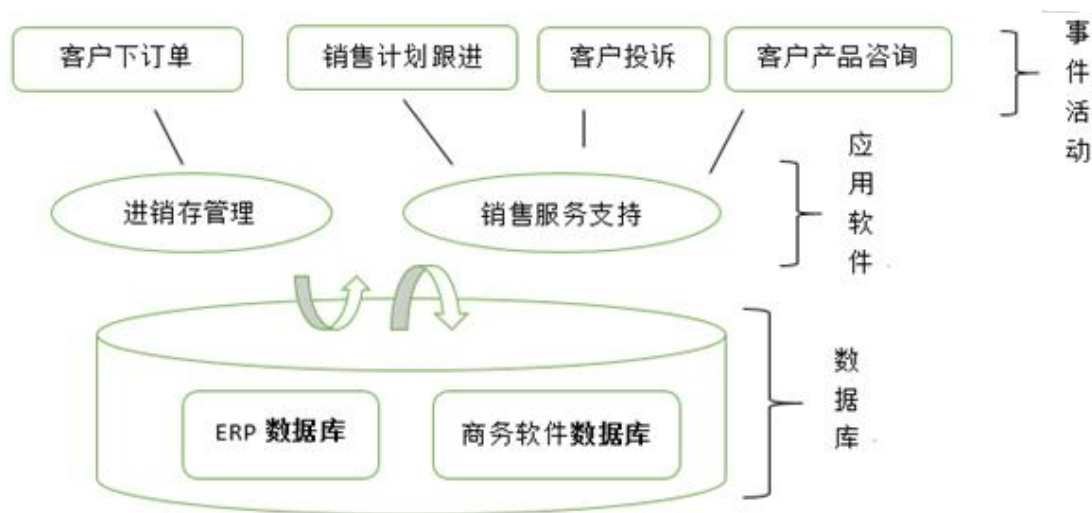 客户下订单
销售计划跟进
客户投诉
客户产品咨询
事件活动
进销存管理
销售服务支持
应用软件
ERP 数据库
商务软件数据库
数据库